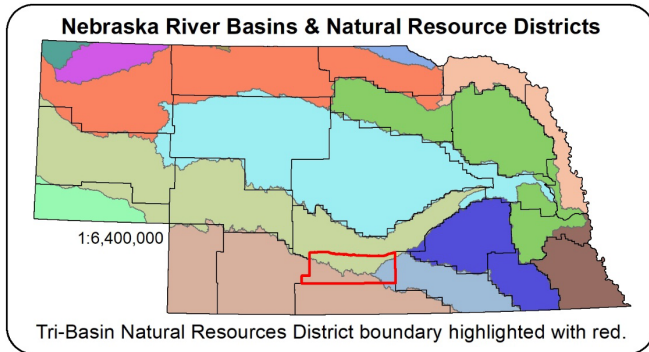 Nebraska River Basins & Natural Resource Districts
1:6,400,000
Tri-Basin Natural Resources District boundary highlighted with red.